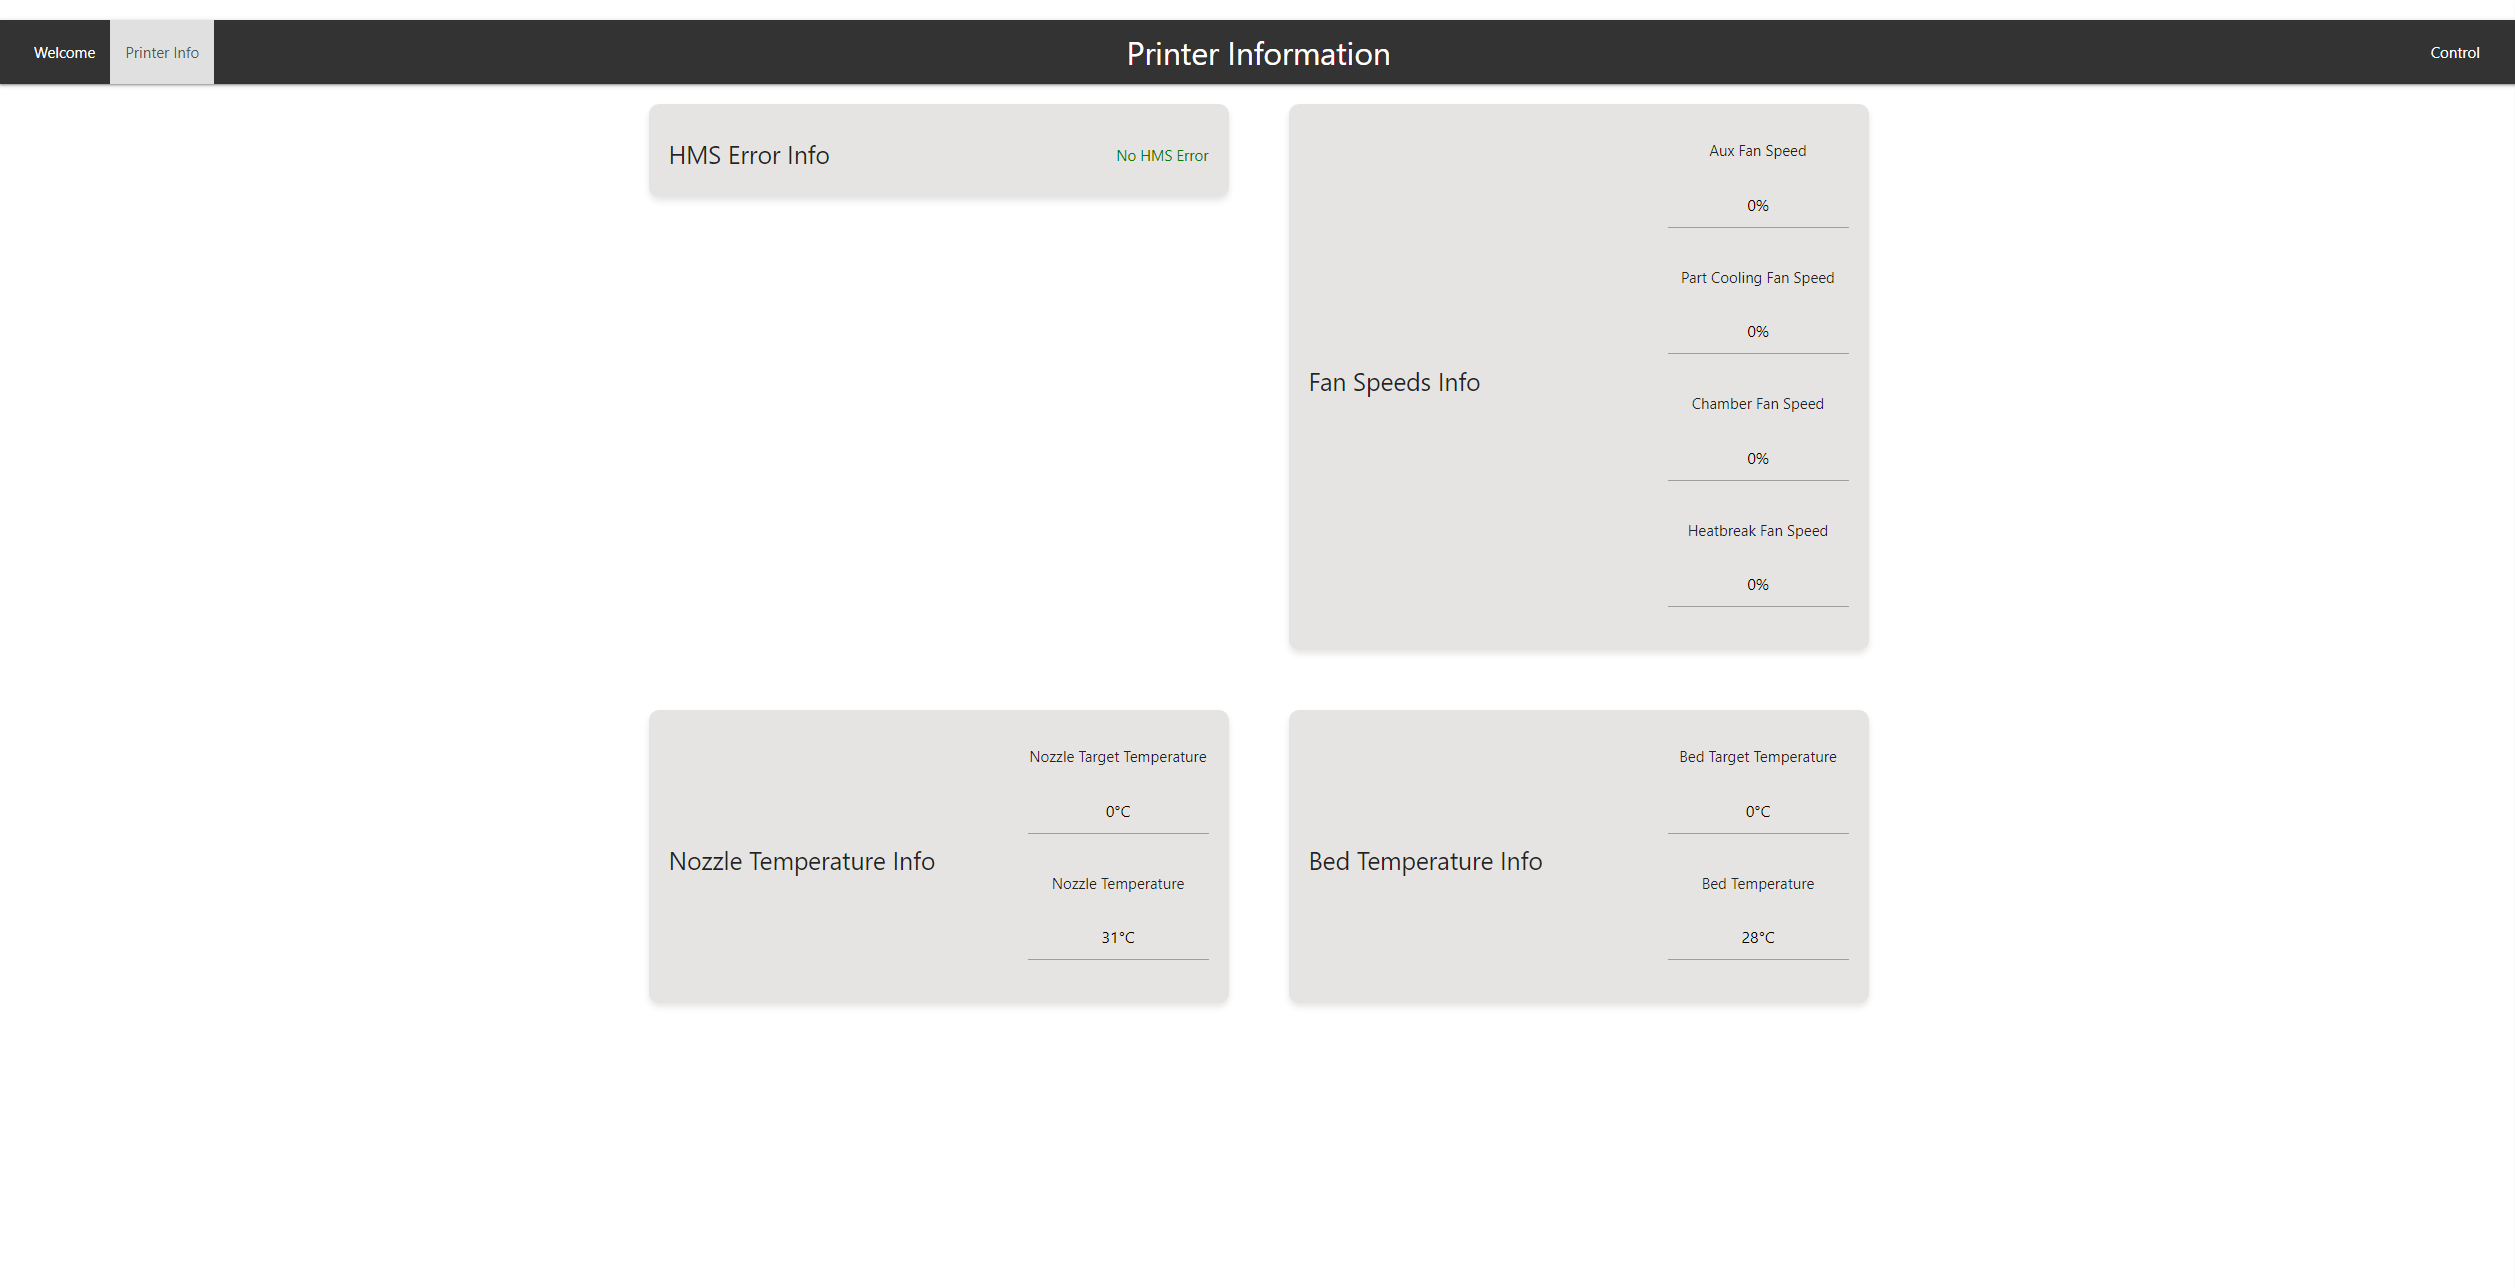 Welcome
Printer Info
Printer Information
Control
HMS Error Info
No HMS Error
Fan Speeds Info
Aux Fan Speed
0%
Part Cooling Fan Speed
0%
Chamber Fan Speed
0%
Heatbreak Fan Speed
0%
Nozzle Temperature Info
Nozzle Target Temperature
0°C
Nozzle Temperature
31°C
Bed Temperature Info
Bed Target Temperature
0°C
Bed Temperature
28°C